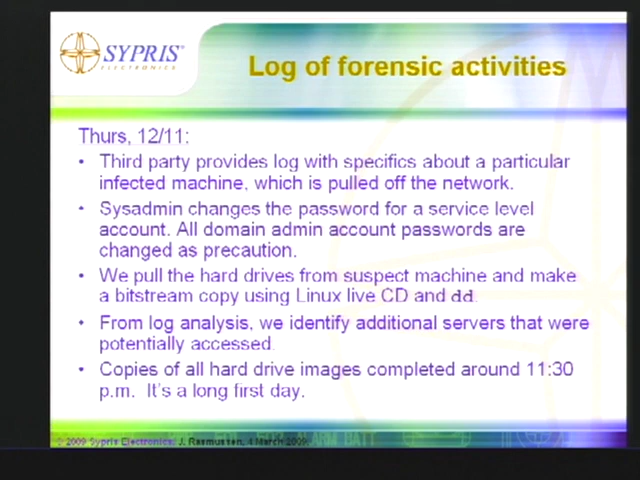 SYPRIS
ELECTRONICS
Log of forensic activities
Thurs, 12/11:
• Third party provides log with specifics about a particular
infected machine, which is pulled off the network.
• Sysadmin changes the password for a service level
account. All domain admin account passwords are
changed as precaution.
• We pull the hard drives from suspect machine and make
a bitstream copy using Linux live CD and dd.
• From log analysis, we identify additional servers that were
potentially accessed.
• Copies of all hard drive images completed around 11:30
p.m. It's a long first day.
© 2009 Sypris Electronics; J. Rasmussen, 4 March 2009